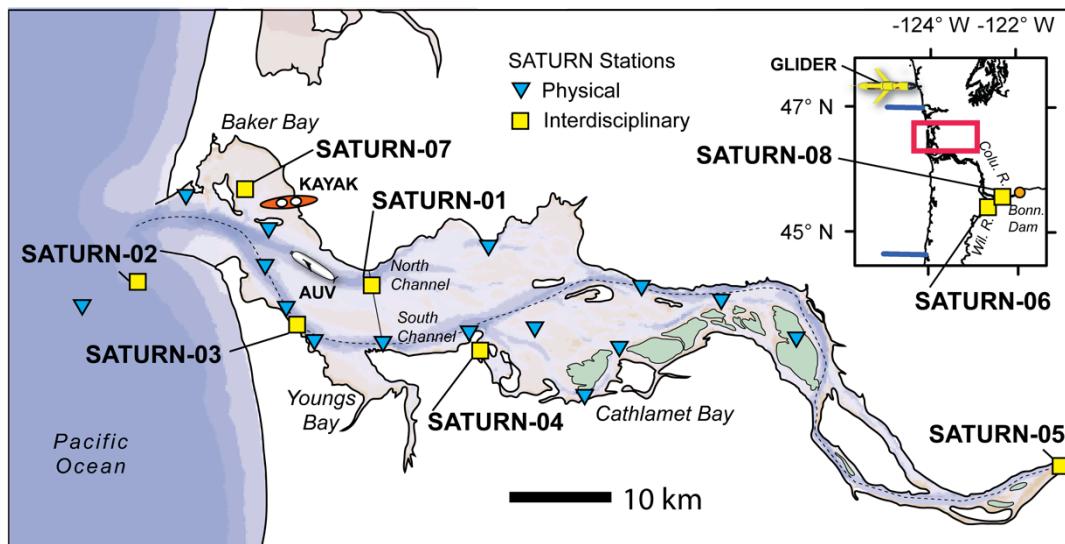 -124° W -122° W
SATURN Stations
Physical
Interdisciplinary
GLIDER
47° N
45° N
Colu. R.
Wil. R.
Bonn.
Dam
SATURN-08
SATURN-06
Baker Bay
SATURN-07
KAYAK
SATURN-01
SATURN-02
AUV
North
Channel
South
Channel
SATURN-03
Youngs
Bay
SATURN-04
Cathlamet Bay
SATURN-05
Pacific
Ocean
10 km